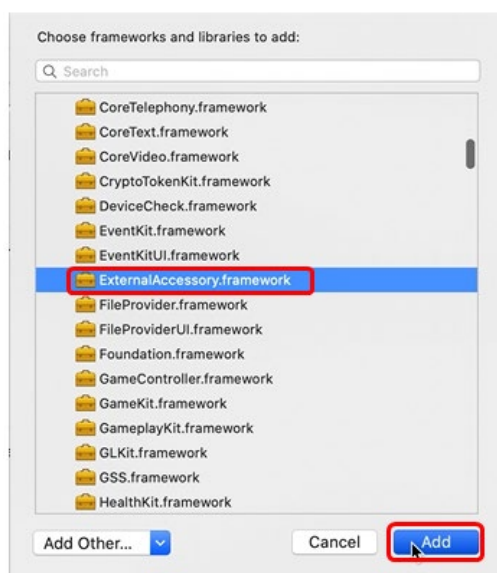 Choose frameworks and libraries to add:
Search
CoreTelephony.framework
CoreText.framework
CoreVideo.framework
CryptoTokenKit.framework
DeviceCheck.framework
EventKit.framework
EventKitUI.framework
ExternalAccessory.framework
FileProvider.framework
FileProviderUI.framework
Foundation.framework
GameController.framework
GameKit.framework
GameplayKit.framework
GLKit.framework
GSS.framework
HealthKit.framework
Add Other... Cancel Add